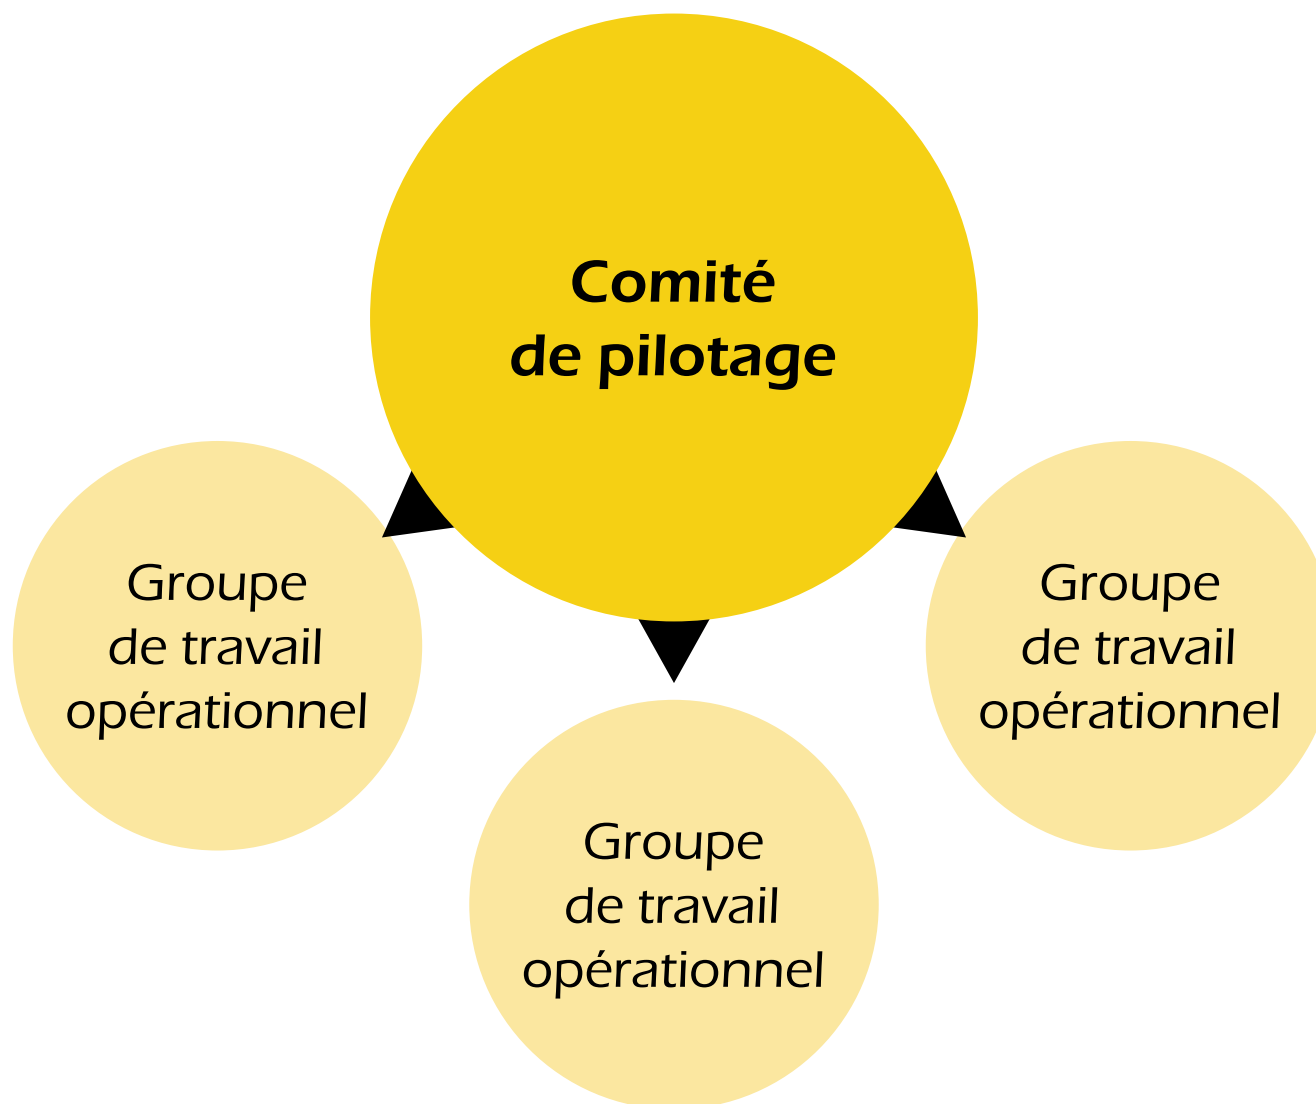 Comité
de pilotage
Groupe
de travail
opérationnel
Groupe
de travail
opérationnel
Groupe
de travail
opérationnel